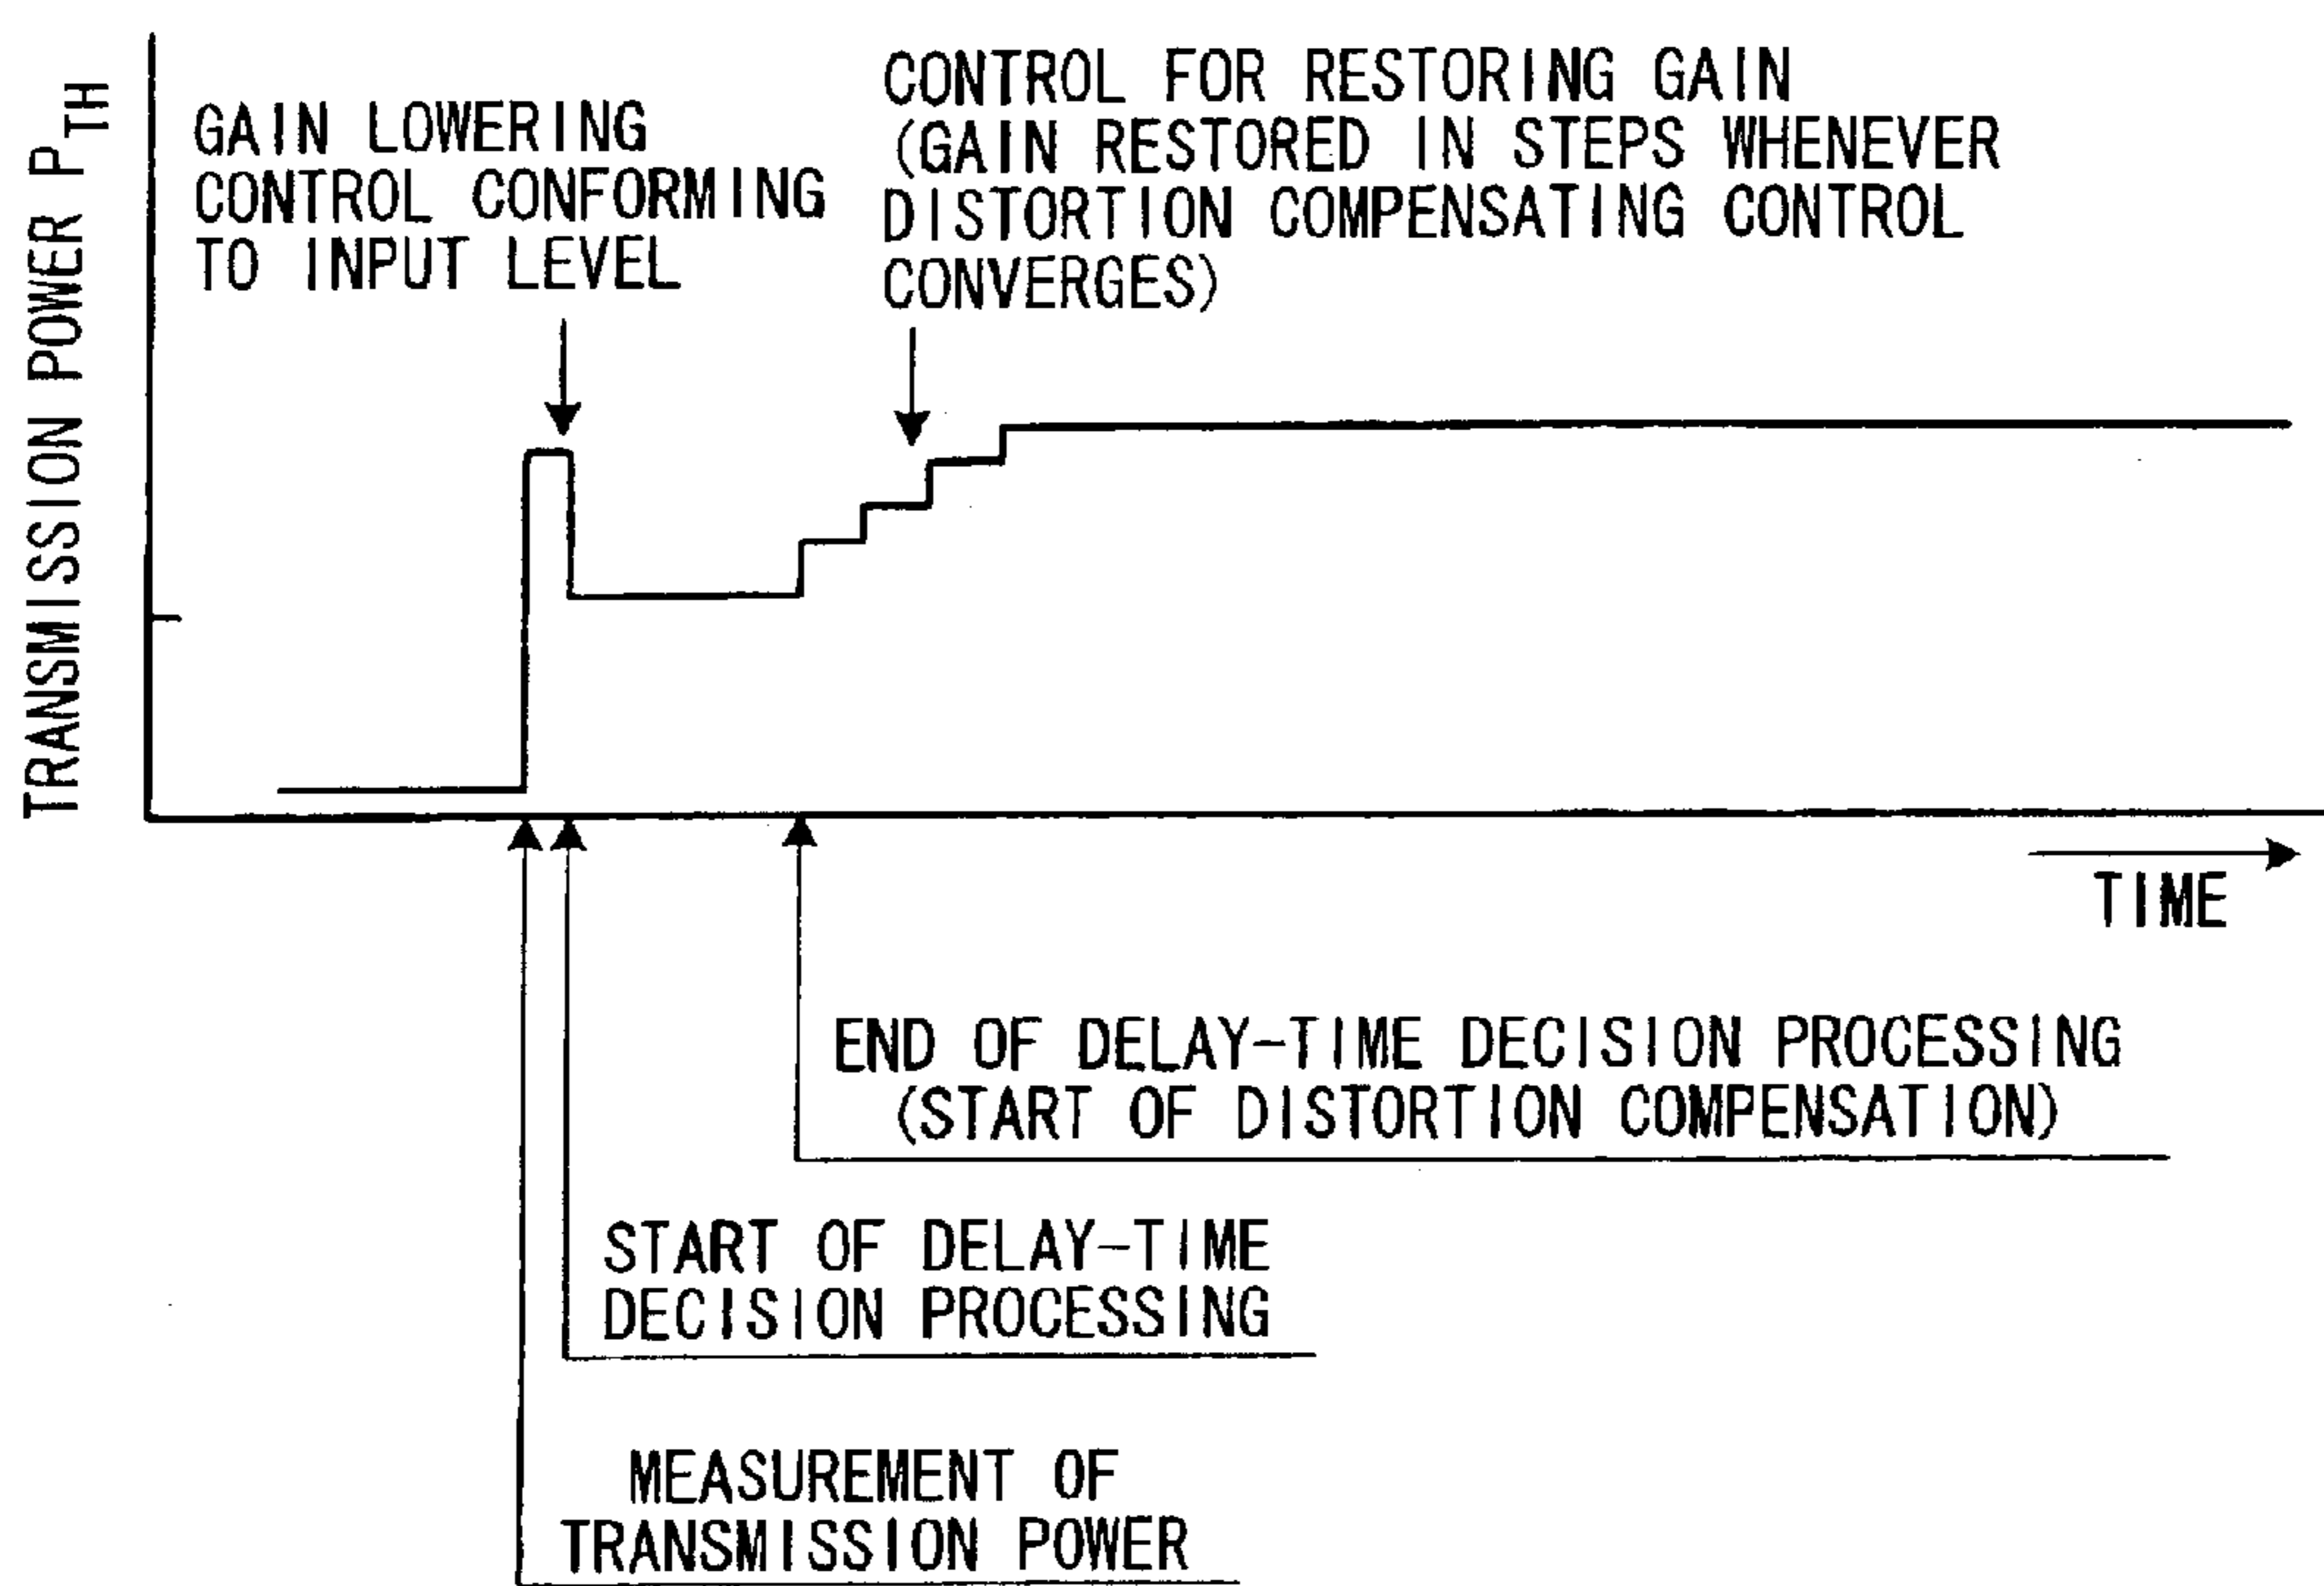 TRANSMISSION POWER PTH
GAIN LOWERING
CONTROL CONFORMING
TO INPUT LEVEL
CONTROL FOR RESTORING GAIN
(GAIN RESTORED IN STEPS WHENEVER
DISTORTION COMPENSATING CONTROL
CONVERGES)
TIME
END OF DELAY-TIME DECISION PROCESSING
(START OF DISTORTION COMPENSATION)
START OF DELAY-TIME
DECISION PROCESSING
MEASUREMENT OF
TRANSMISSION POWER